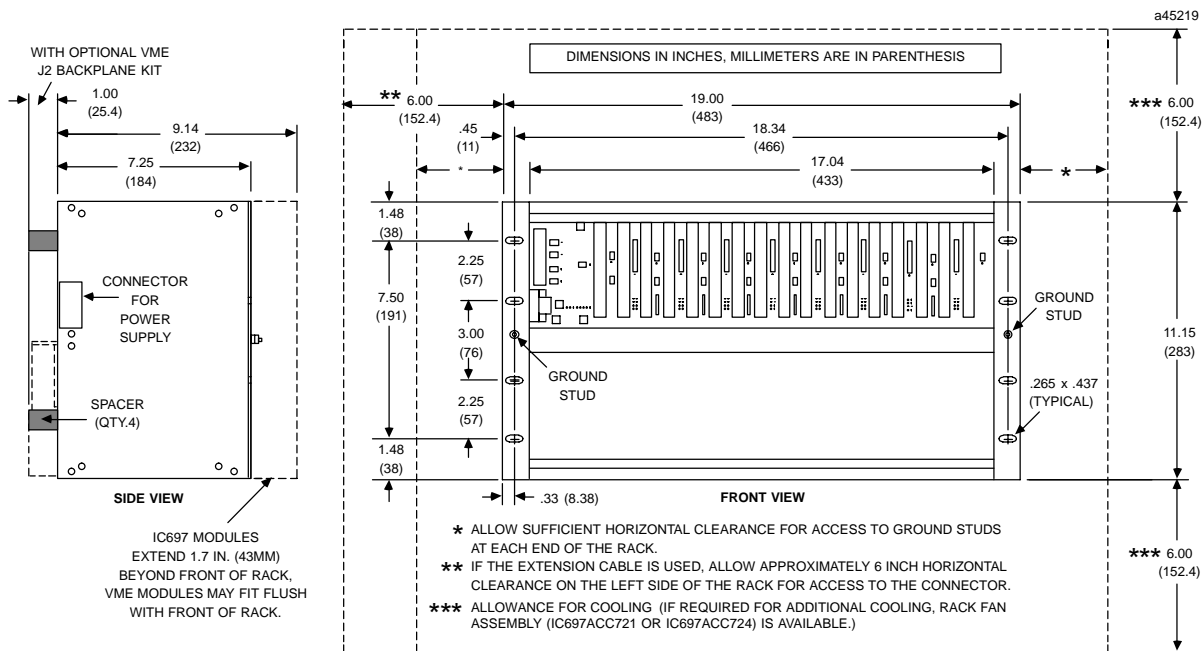 a45219
WITH OPTIONAL VME
J2 BACKPLANE KIT
1.00
(25.4)
9.14
(232)
7.25
(184)
CONNECTOR
FOR
POWER
SUPPLY
SPACER
(QTY.4)
SIDE VIEW
IC697 MODULES
EXTEND 1.7 IN. (43MM)
BEYOND FRONT OF RACK,
VME MODULES MAY FIT FLUSH
WITH FRONT OF RACK.
DIMENSIONS IN INCHES, MILLIMETERS ARE IN PARENTHESIS
** 6.00
(152.4)
19.00
(483)
*** 6.00
(152.4)
.45
(11)
18.34
(466)
*
17.04
(433)
*
1.48
(38)
2.25
(57)
7.50
(191)
3.00
(76)
2.25
(57)
1.48
(38)
GROUND
STUD
GROUND
STUD
11.15
(283)
.265 x .437
(TYPICAL)
.33 (8.38)
FRONT VIEW
* ALLOW SUFFICIENT HORIZONTAL CLEARANCE FOR ACCESS TO GROUND STUDS
AT EACH END OF THE RACK.
** IF THE EXTENSION CABLE IS USED, ALLOW APPROXIMATELY 6 INCH HORIZONTAL
CLEARANCE ON THE LEFT SIDE OF THE RACK FOR ACCESS TO THE CONNECTOR.
*** ALLOWANCE FOR COOLING (IF REQUIRED FOR ADDITIONAL COOLING, RACK FAN
ASSEMBLY (IC697ACC721 OR IC697ACC724) IS AVAILABLE.)
*** 6.00
(152.4)